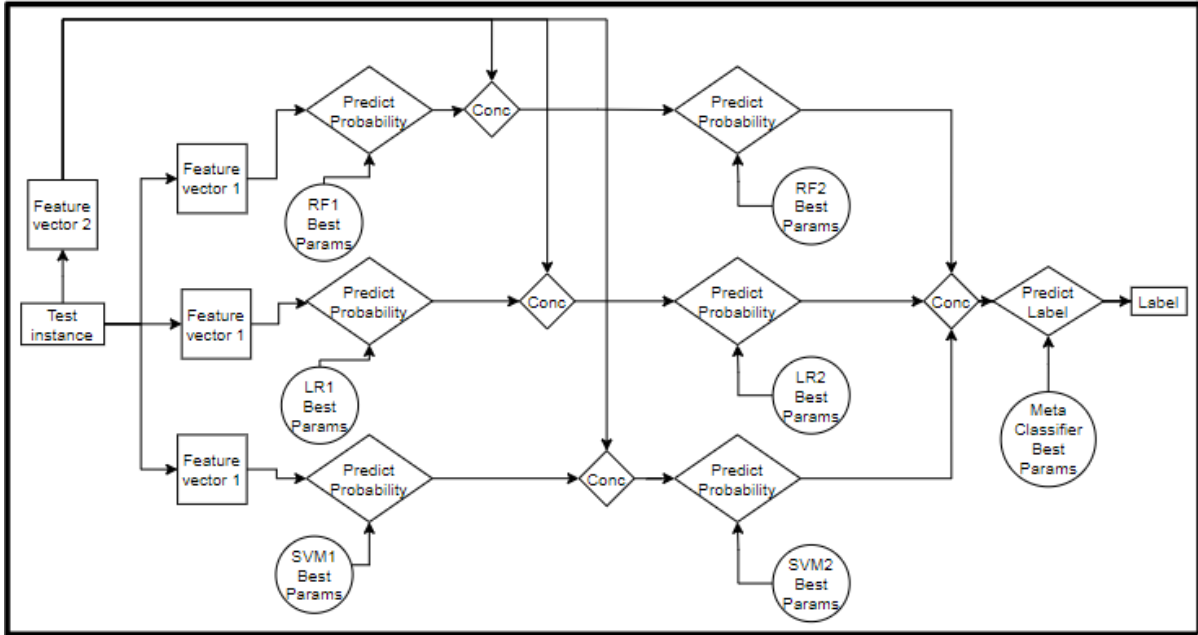 Predict
Probability
Conc
Predict
Probability
Feature
vector 1
Feature
vector 2
RF1
Best
Params
RF2
Best
Params
Test
instance
Feature
vector 1
Predict
Probability
Conc
Predict
Probability
Conc
Predict
Label
Label
LR1
Best
Params
LR2
Best
Params
Meta
Classifier
Best
Params
Feature
vector 1
Predict
Probability
Conc
Predict
Probability
SVM1
Best
Params
SVM2
Best
Params